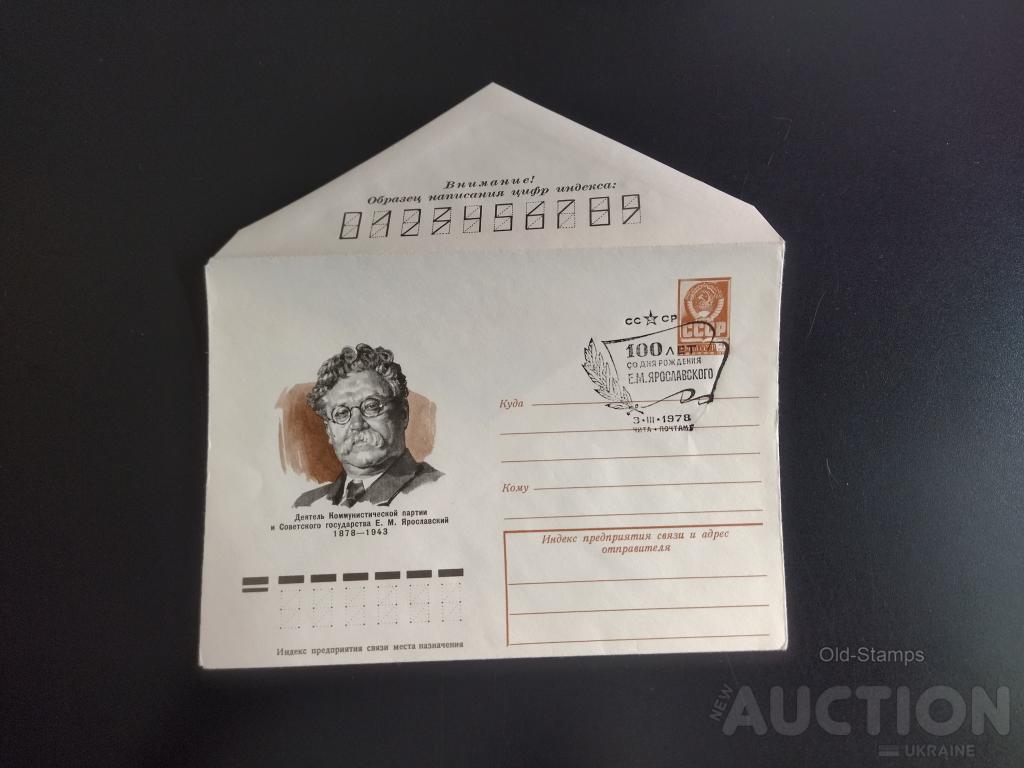 Внимание!
Образец написания цифр индекса:
0123456789
СССР
СС СР
100 ЛЕТ
СО ДНЯ РОЖДЕНИЯ
Е.М. ЯРОСЛАВСКОГО
3·III·1978
ЧИТА · ПОЧТАМТ
Куда
Кому
Деятель Коммунистической партии
и Советского государства Е. М. Ярославский
1878—1943
Индекс предприятия связи и адрес
отправителя
Индекс предприятия связи места назначения
Old-Stamps
NEW AUCTION
UKRAINE